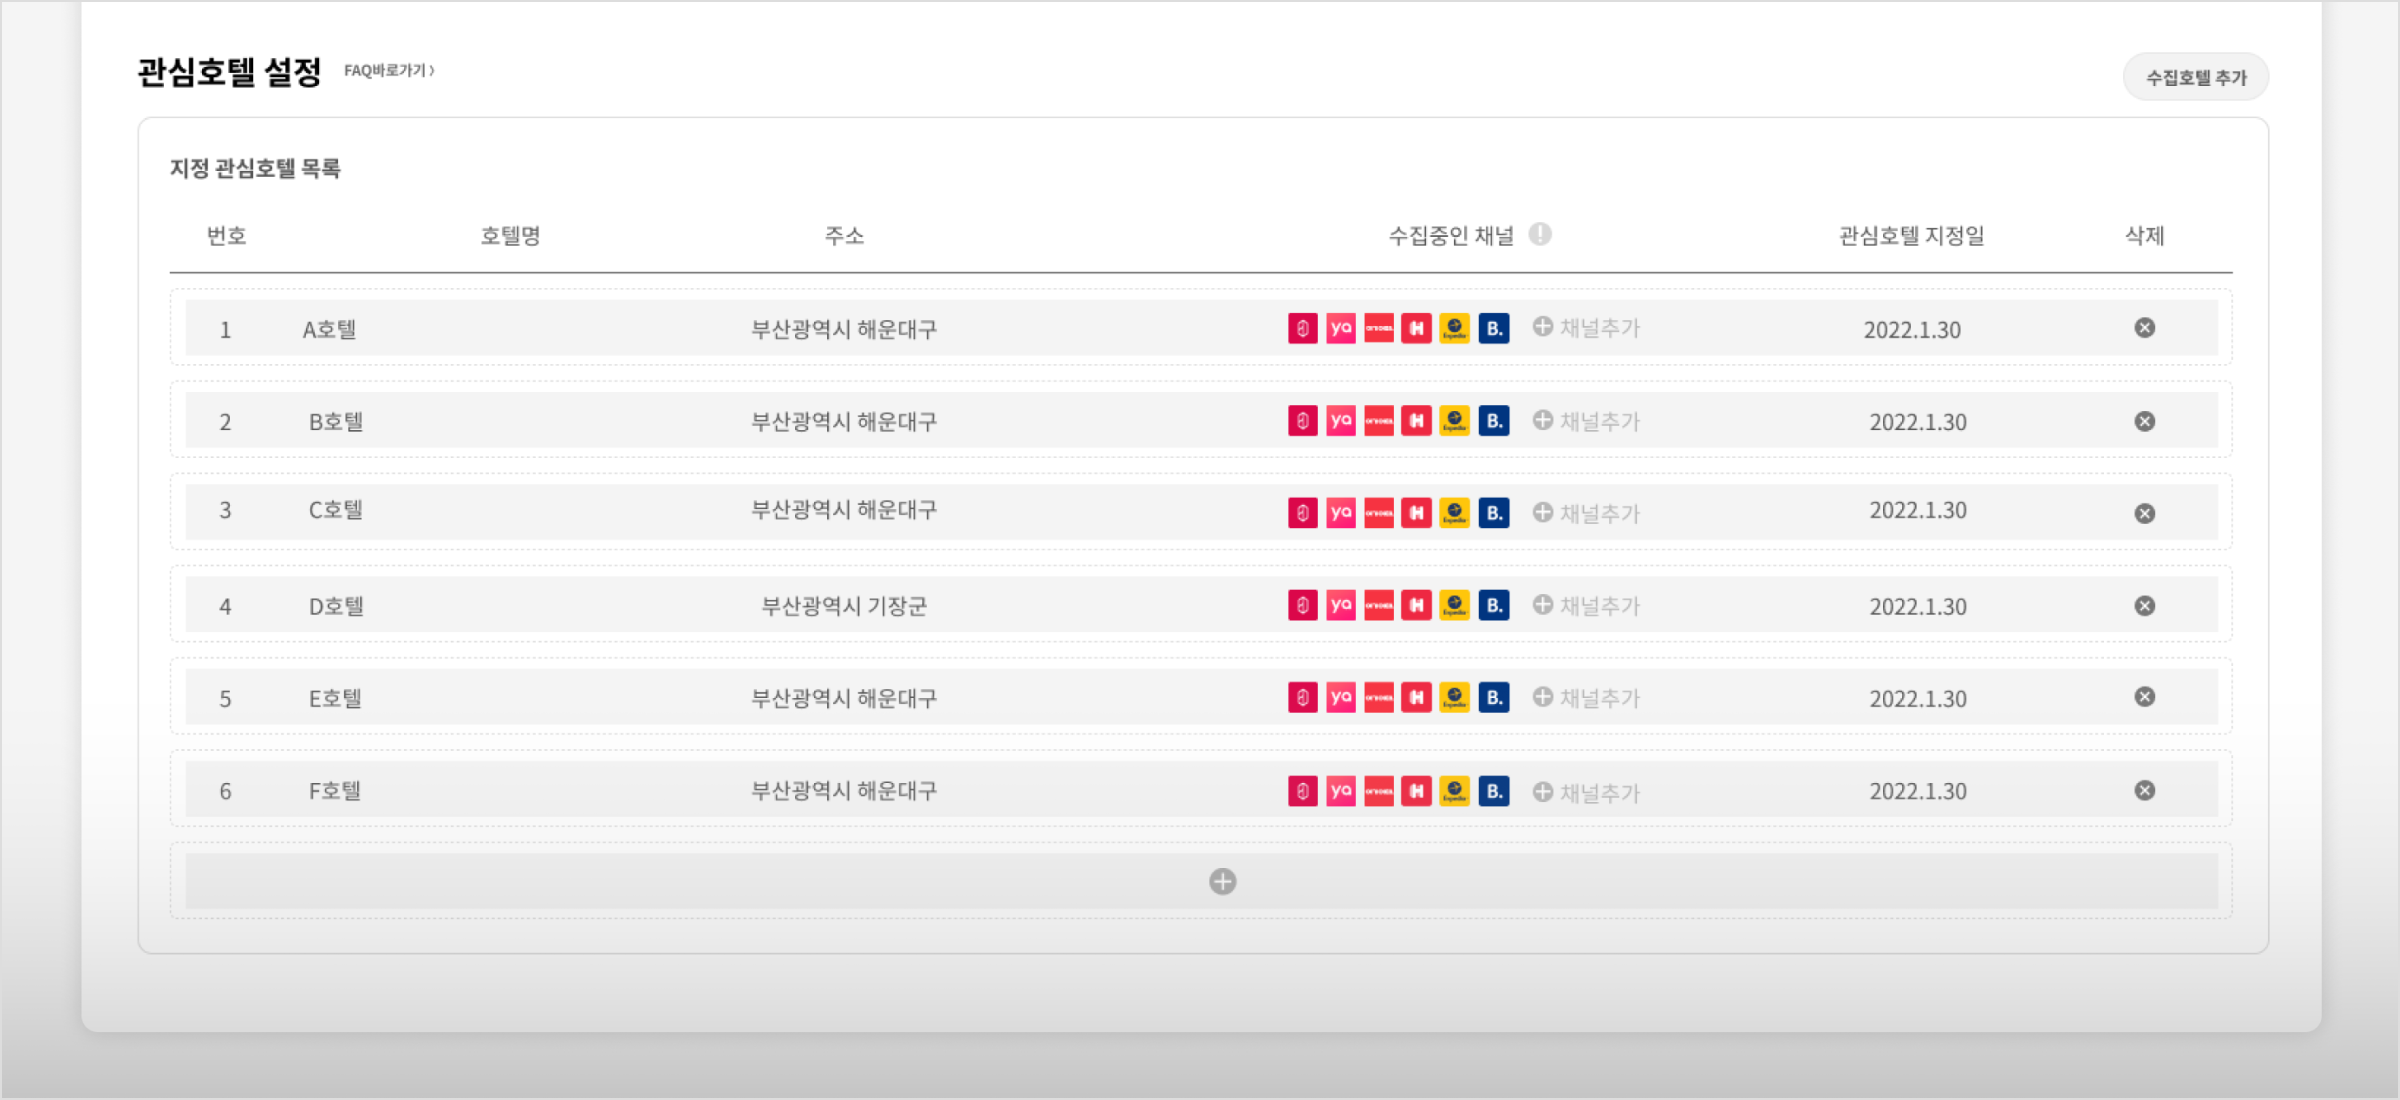 관심호텔 설정 FAQ바로가기 〉
수집호텔 추가
지정 관심호텔 목록
번호 호텔명 주소 수집중인 채널 관심호텔 지정일 삭제
1 A호텔 부산광역시 해운대구 ya Expedia B. 채널추가 2022.1.30
2 B호텔 부산광역시 해운대구 ya Expedia B. 채널추가 2022.1.30
3 C호텔 부산광역시 해운대구 ya Expedia B. 채널추가 2022.1.30
4 D호텔 부산광역시 기장군 ya Expedia B. 채널추가 2022.1.30
5 E호텔 부산광역시 해운대구 ya Expedia B. 채널추가 2022.1.30
6 F호텔 부산광역시 해운대구 ya Expedia B. 채널추가 2022.1.30